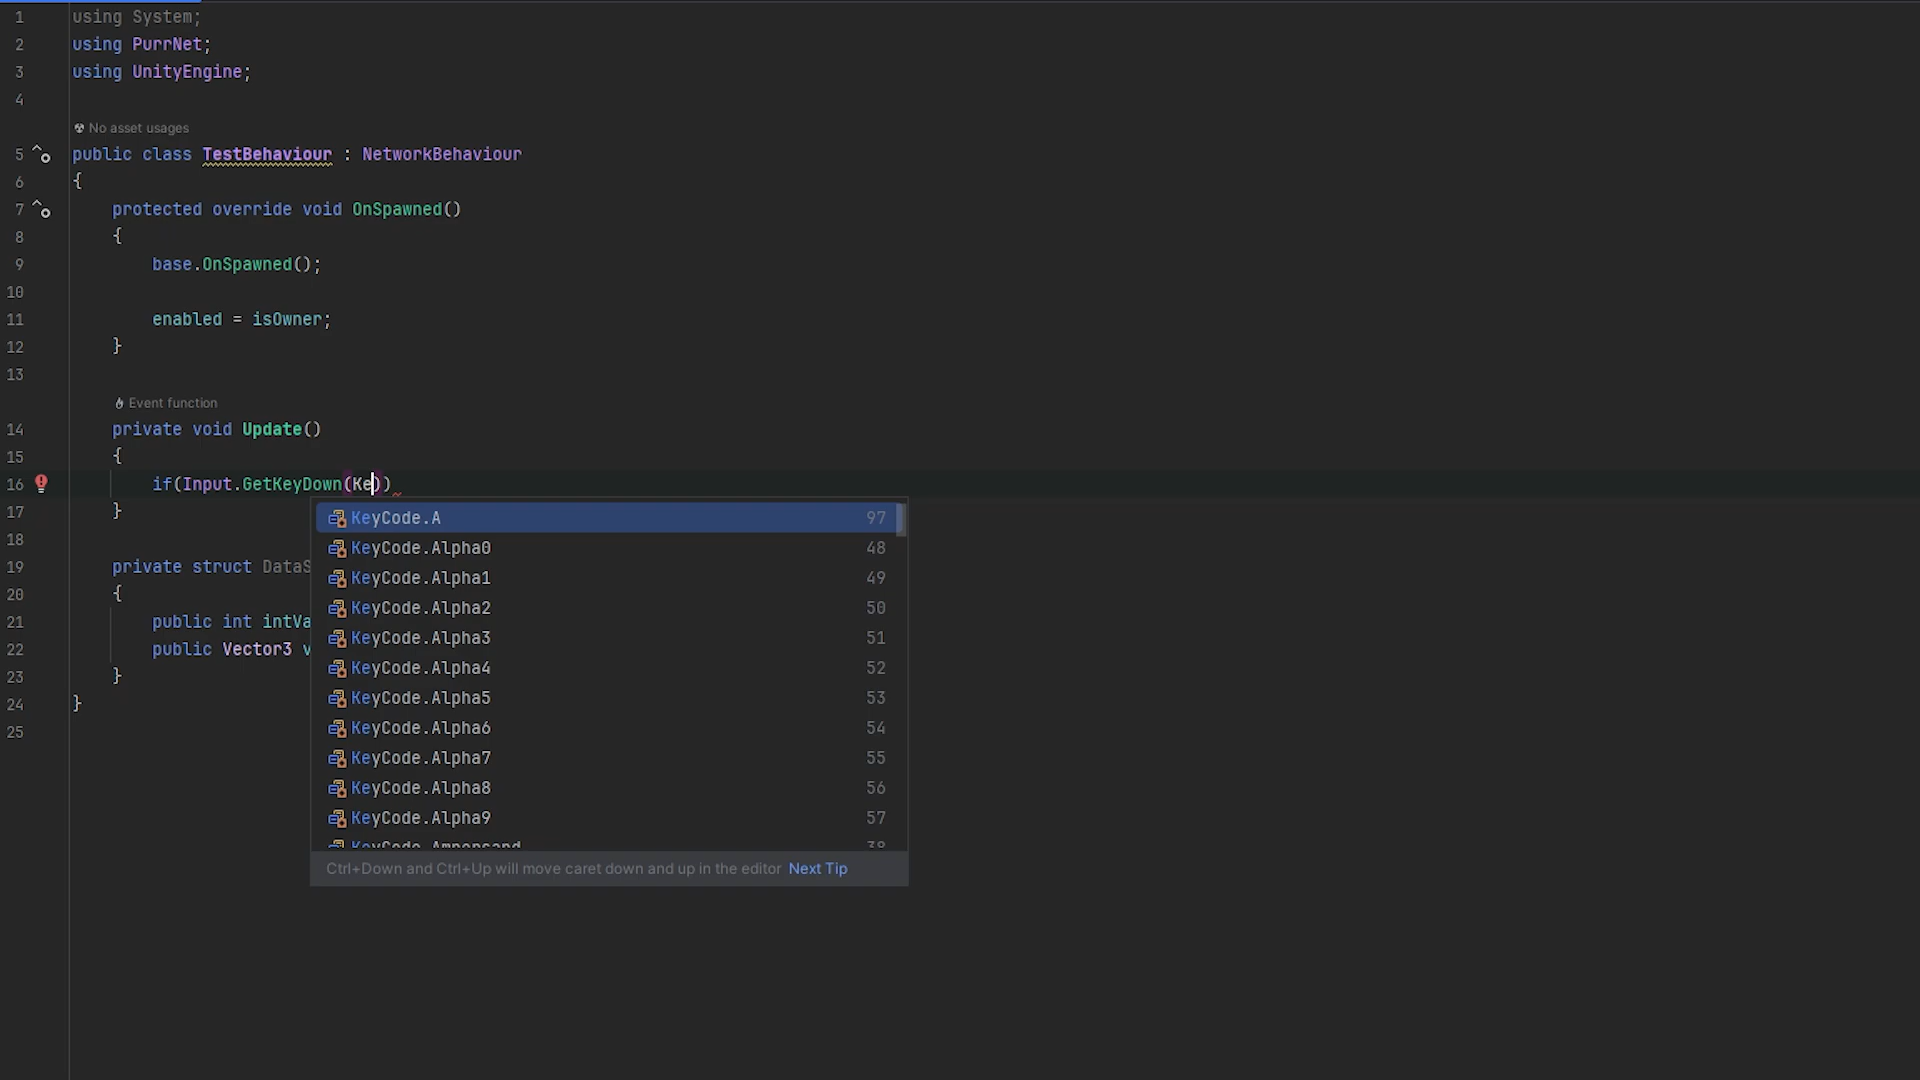 1 using System;
2 using PurrNet;
3 using UnityEngine;
4
No asset usages
5 public class TestBehaviour : NetworkBehaviour
6 {
7 protected override void OnSpawned()
8 {
9 base.OnSpawned();
10
11 enabled = isOwner;
12 }
13
Event function
14 private void Update()
15 {
16 if(Input.GetKeyDown(Ke))
17 }
18
19 private struct DataS
20 {
21 public int intVa
22 public Vector3 v
23 }
24 }
25
KeyCode.A 97
KeyCode.Alpha0 48
KeyCode.Alpha1 49
KeyCode.Alpha2 50
KeyCode.Alpha3 51
KeyCode.Alpha4 52
KeyCode.Alpha5 53
KeyCode.Alpha6 54
KeyCode.Alpha7 55
KeyCode.Alpha8 56
KeyCode.Alpha9 57
KeyCode.Ampersand 38
Ctrl+Down and Ctrl+Up will move caret down and up in the editor Next Tip